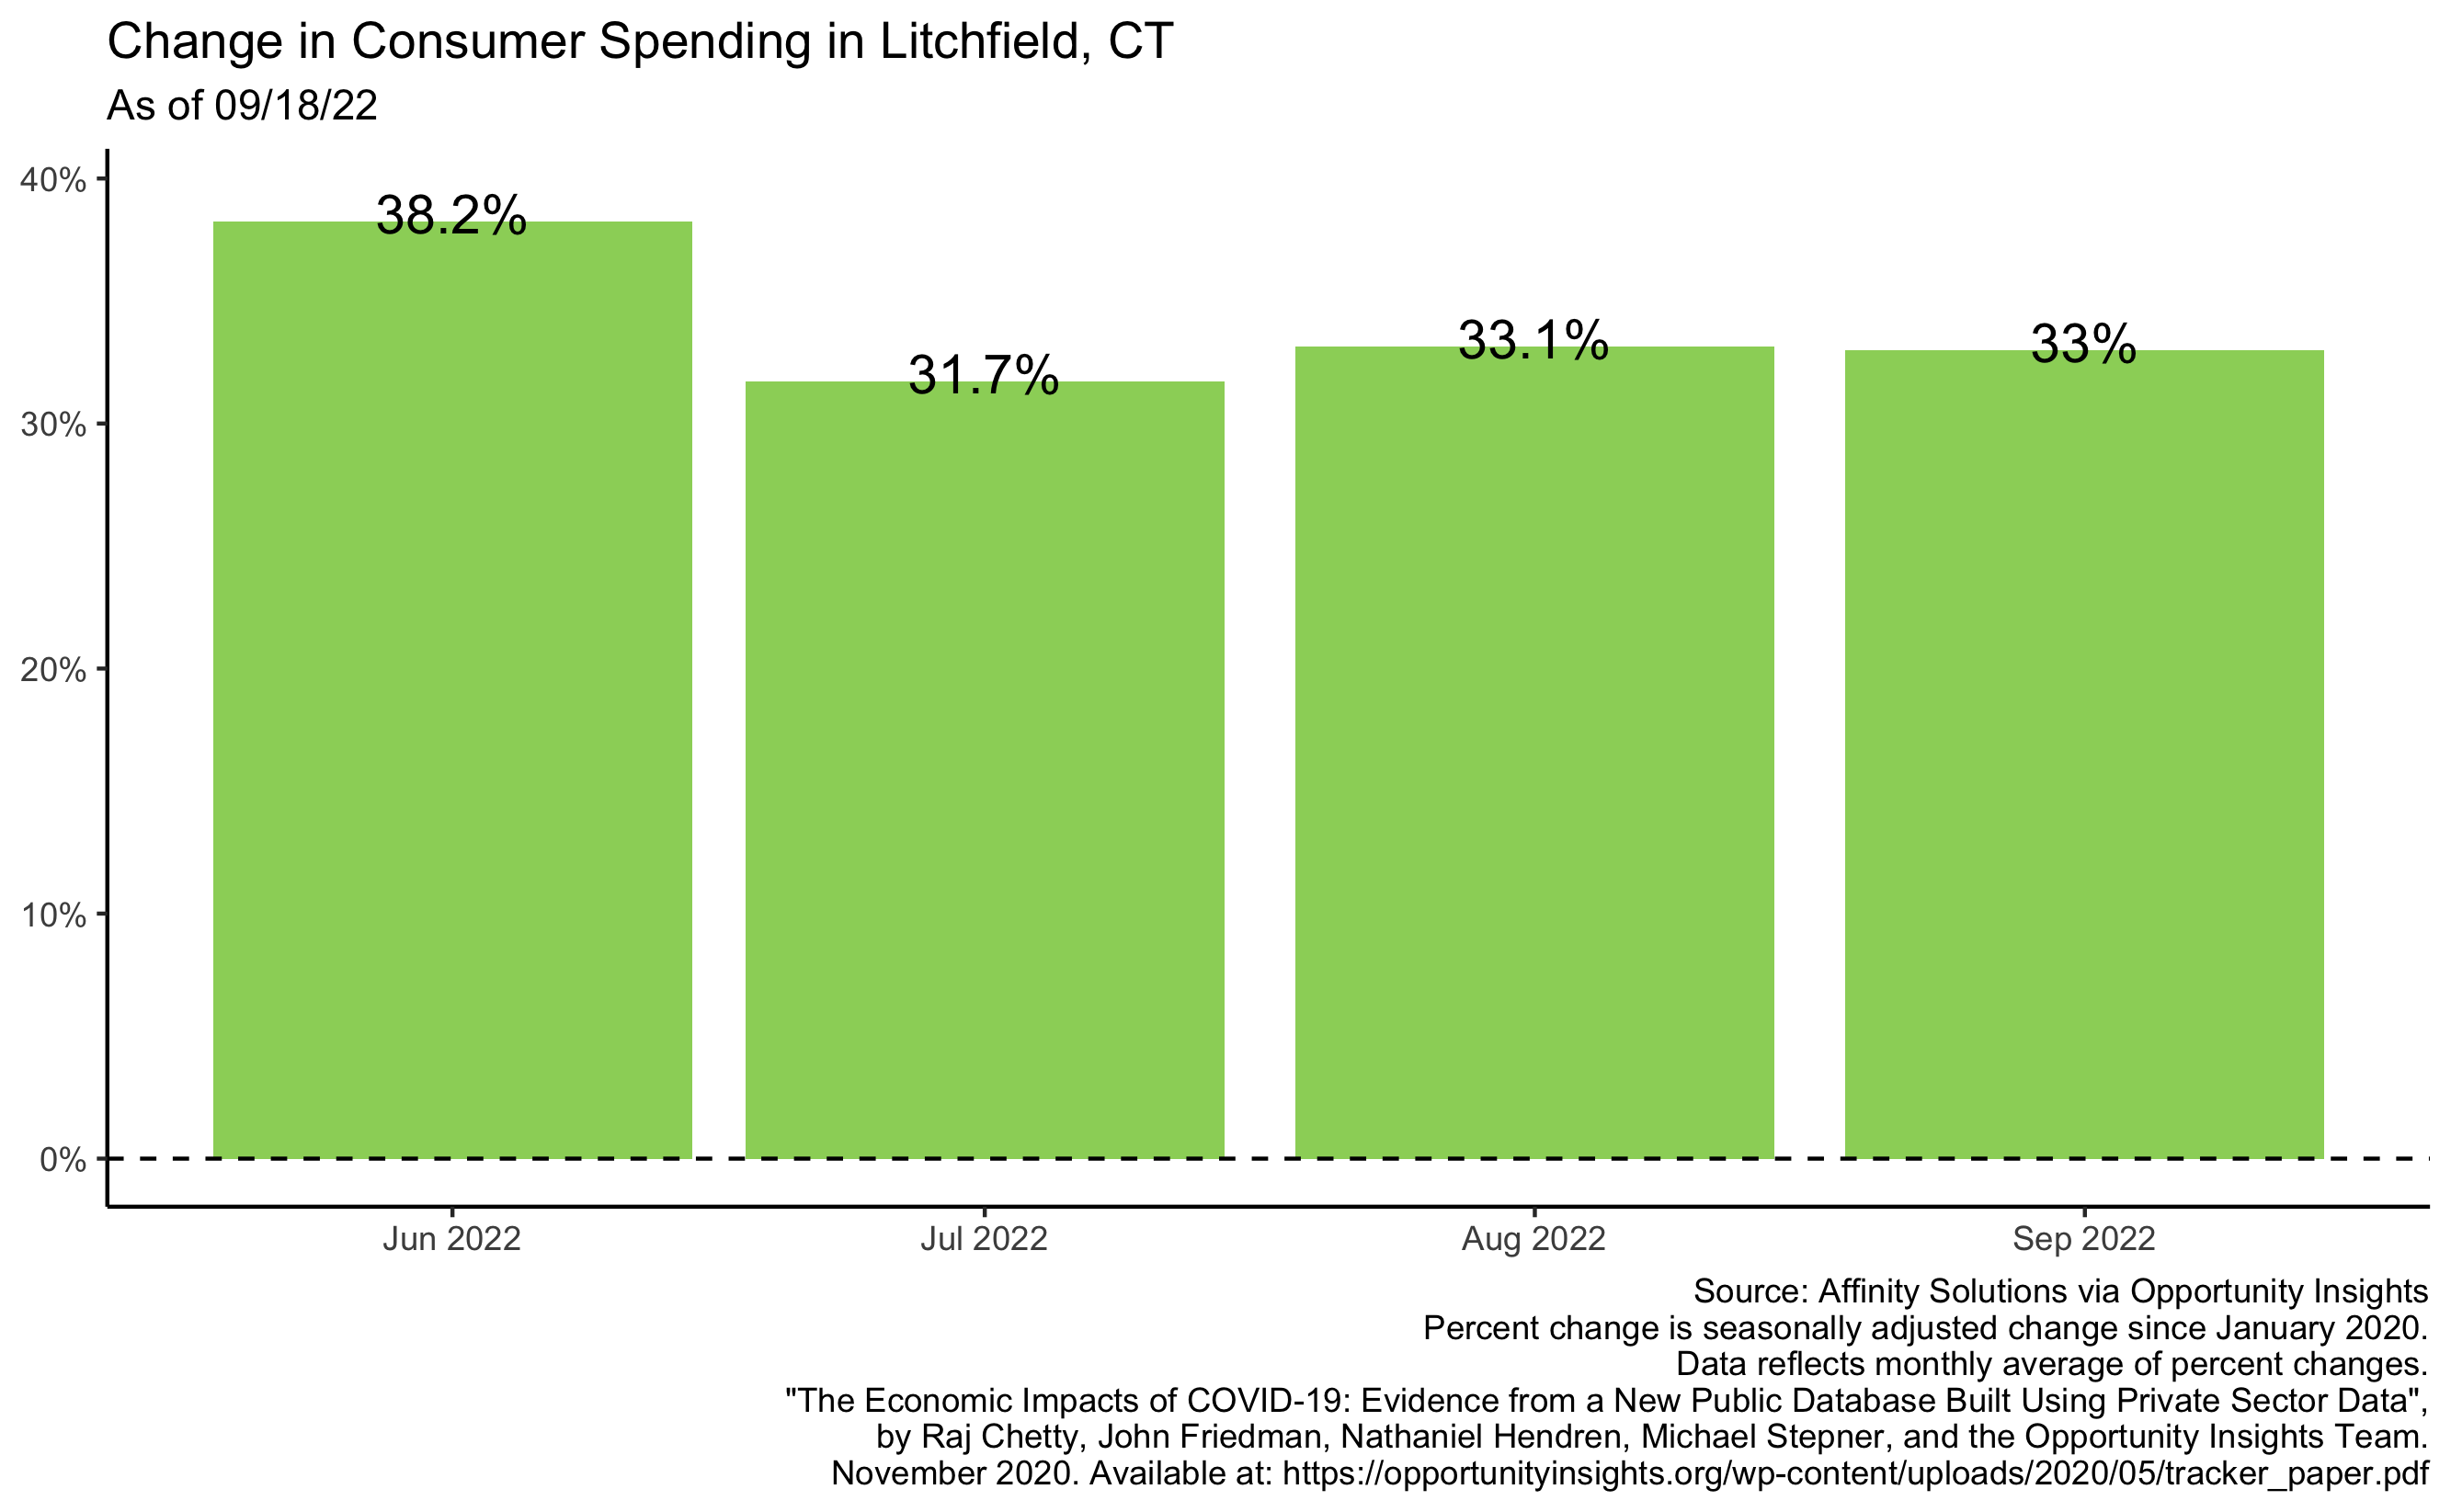 Change in Consumer Spending in Litchfield, CT
As of 09/18/22
40%
30%
20%
10%
0%
38.2%
31.7%
33.1%
33%
Jun 2022
Jul 2022
Aug 2022
Sep 2022
Source: Affinity Solutions via Opportunity Insights
Percent change is seasonally adjusted change since January 2020.
Data reflects monthly average of percent changes.
"The Economic Impacts of COVID-19: Evidence from a New Public Database Built Using Private Sector Data",
by Raj Chetty, John Friedman, Nathaniel Hendren, Michael Stepner, and the Opportunity Insights Team.
November 2020. Available at: https://opportunityinsights.org/wp-content/uploads/2020/05/tracker_paper.pdf